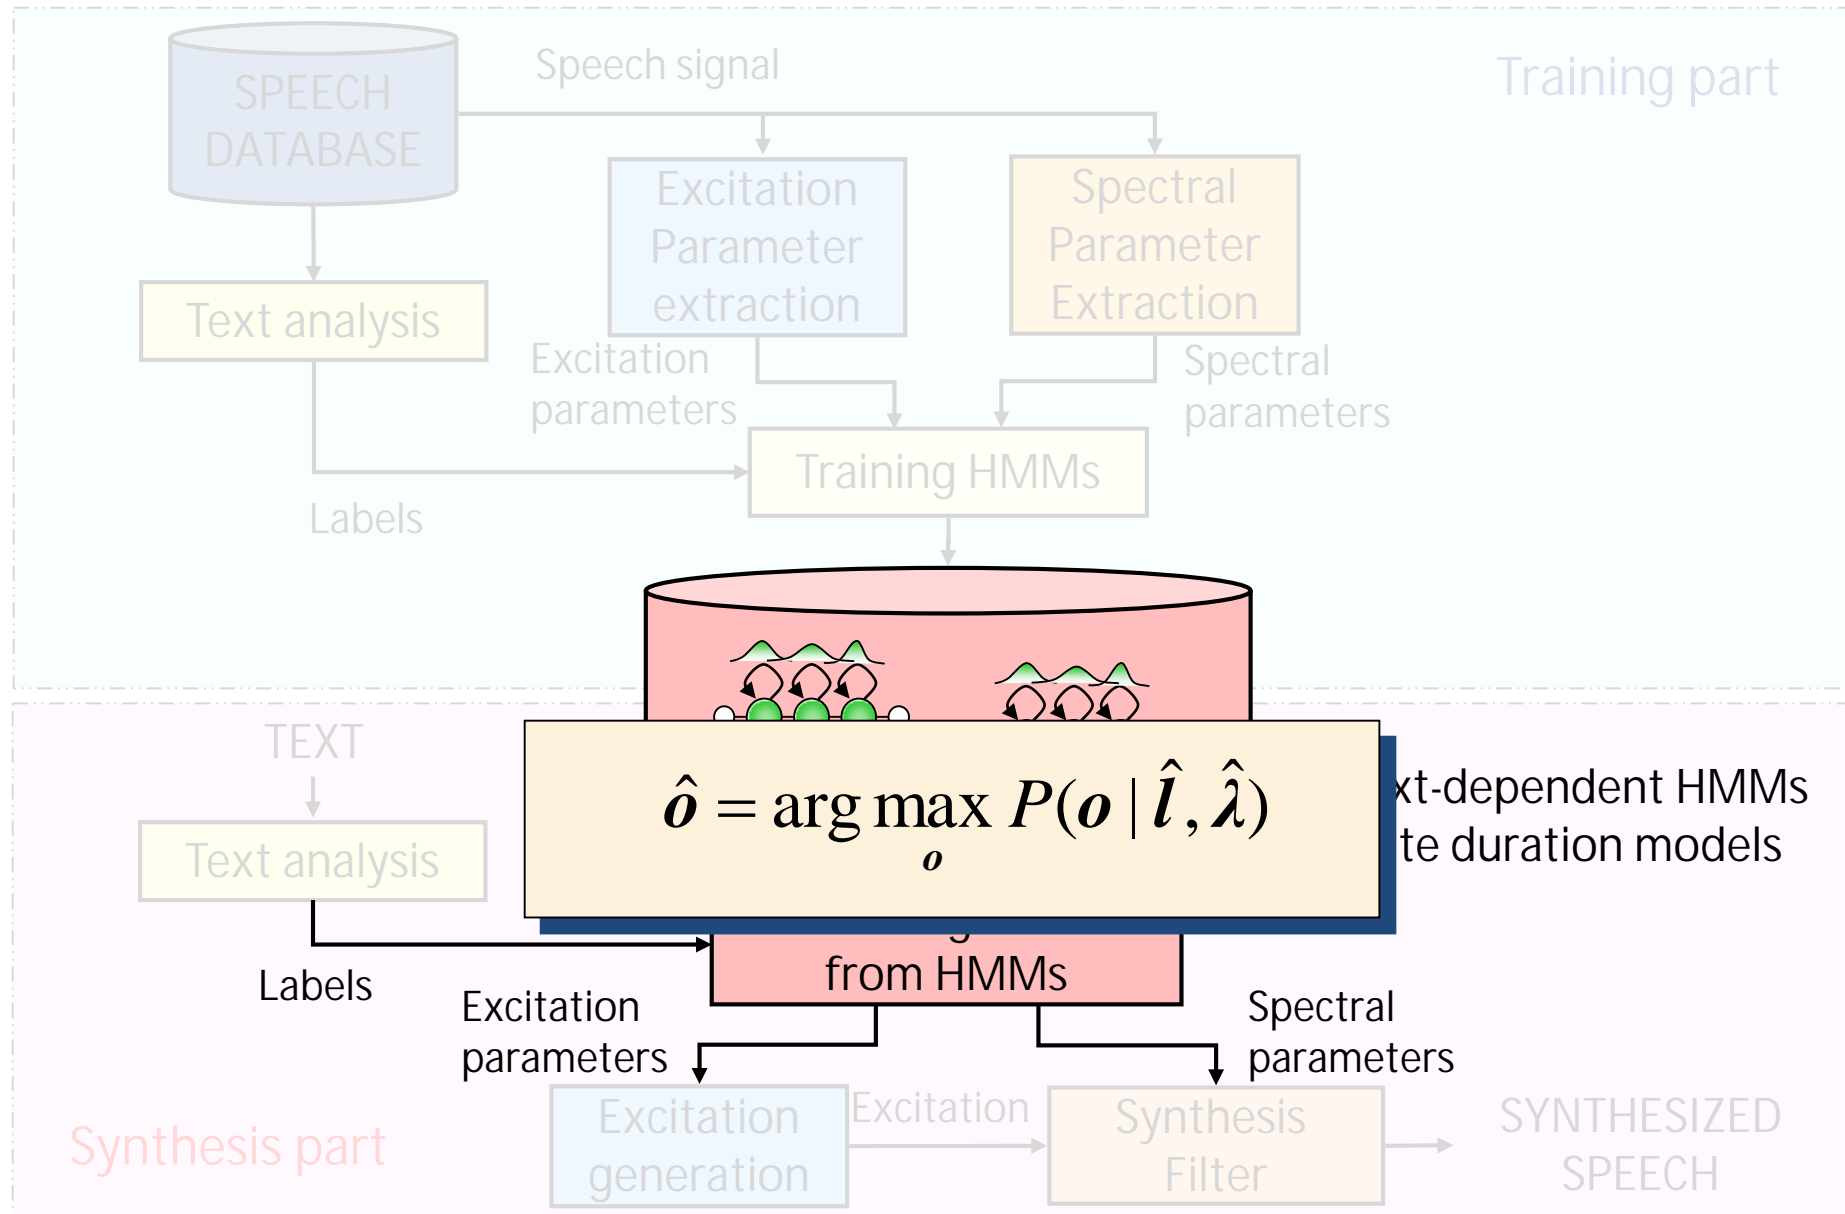 Speech signal
Training part
SPEECH
DATABASE
Excitation
Parameter
extraction
Spectral
Parameter
Extraction
Text analysis
Excitation
parameters
Spectral
parameters
Training HMMs
Labels
TEXT
Text analysis
ô = arg max P(o | l̂, λ̂)
o
xt-dependent HMMs
te duration models
from HMMs
Labels
Excitation
parameters
Spectral
parameters
Excitation
generation
Excitation
Synthesis
Filter
SYNTHESIZED
SPEECH
Synthesis part